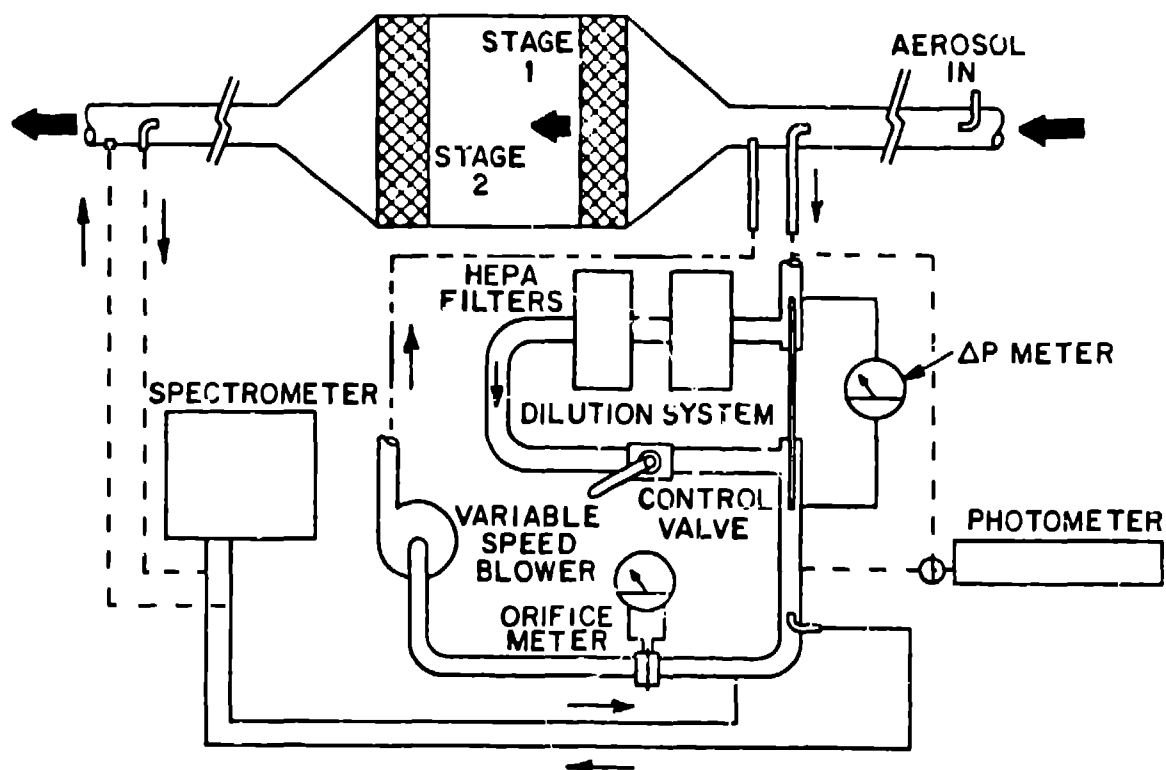 STAGE
1
AEROSOL
IN
STAGE
2
HEPA
FILTERS
ΔP METER
SPECTROMETER
DILUTION SYSTEM
CONTROL
VALVE
VARIABLE
SPEED
BLOWER
PHOTOMETER
ORIFICE
METER